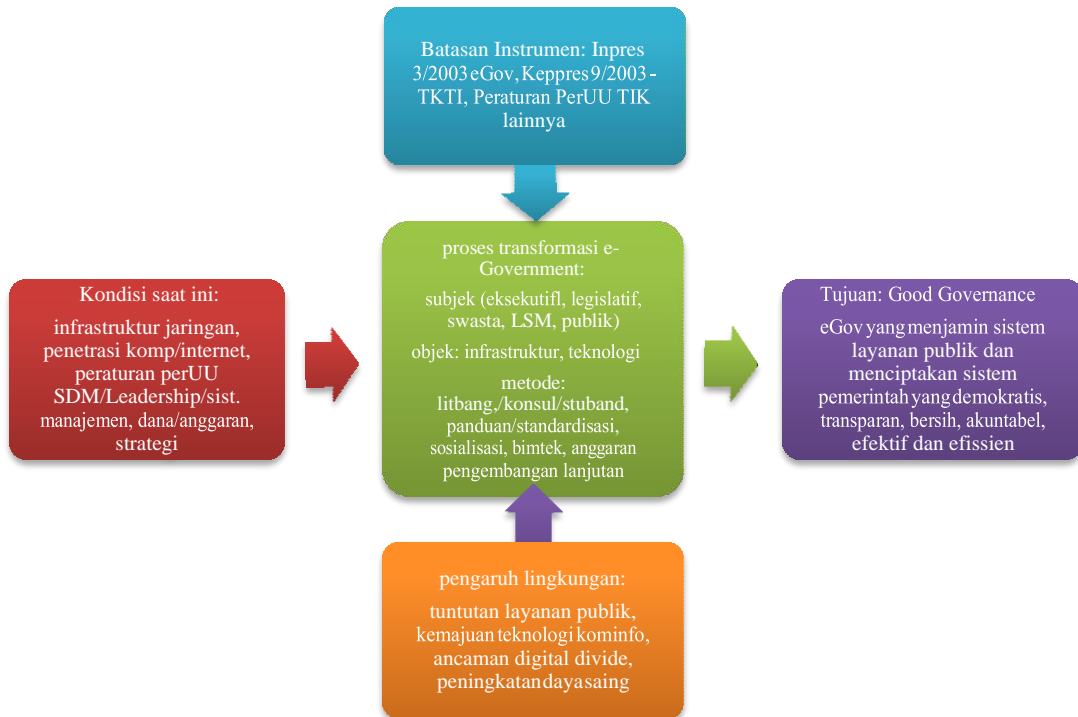 Batasan Instrumen: Inpres
3/2003 eGov, Keppres 9/2003 -
TKTI, Peraturan PerUU TIK
lainnya
Kondisi saat ini:
infrastruktur jaringan,
penetrasi komp/internet,
peraturan perUU
SDM/Leadership/sist.
manajemen, dana/anggaran,
strategi
proses transformasi e-
Government:
subjek (eksekutifl, legislatif,
swasta, LSM, publik)
objek: infrastruktur, teknologi
metode:
litbang,/konsul/stuband,
panduan/standardisasi,
sosialisasi, bimtek, anggaran
pengembangan lanjutan
Tujuan: Good Governance
eGov yang menjamin sistem
layanan publik dan
menciptakan sistem
pemerintah yang demokratis,
transparan, bersih, akuntabel,
efektif dan efissien
pengaruh lingkungan:
tuntutan layanan publik,
kemajuan teknologi kominfo,
ancaman digital divide,
peningkatan daya saing